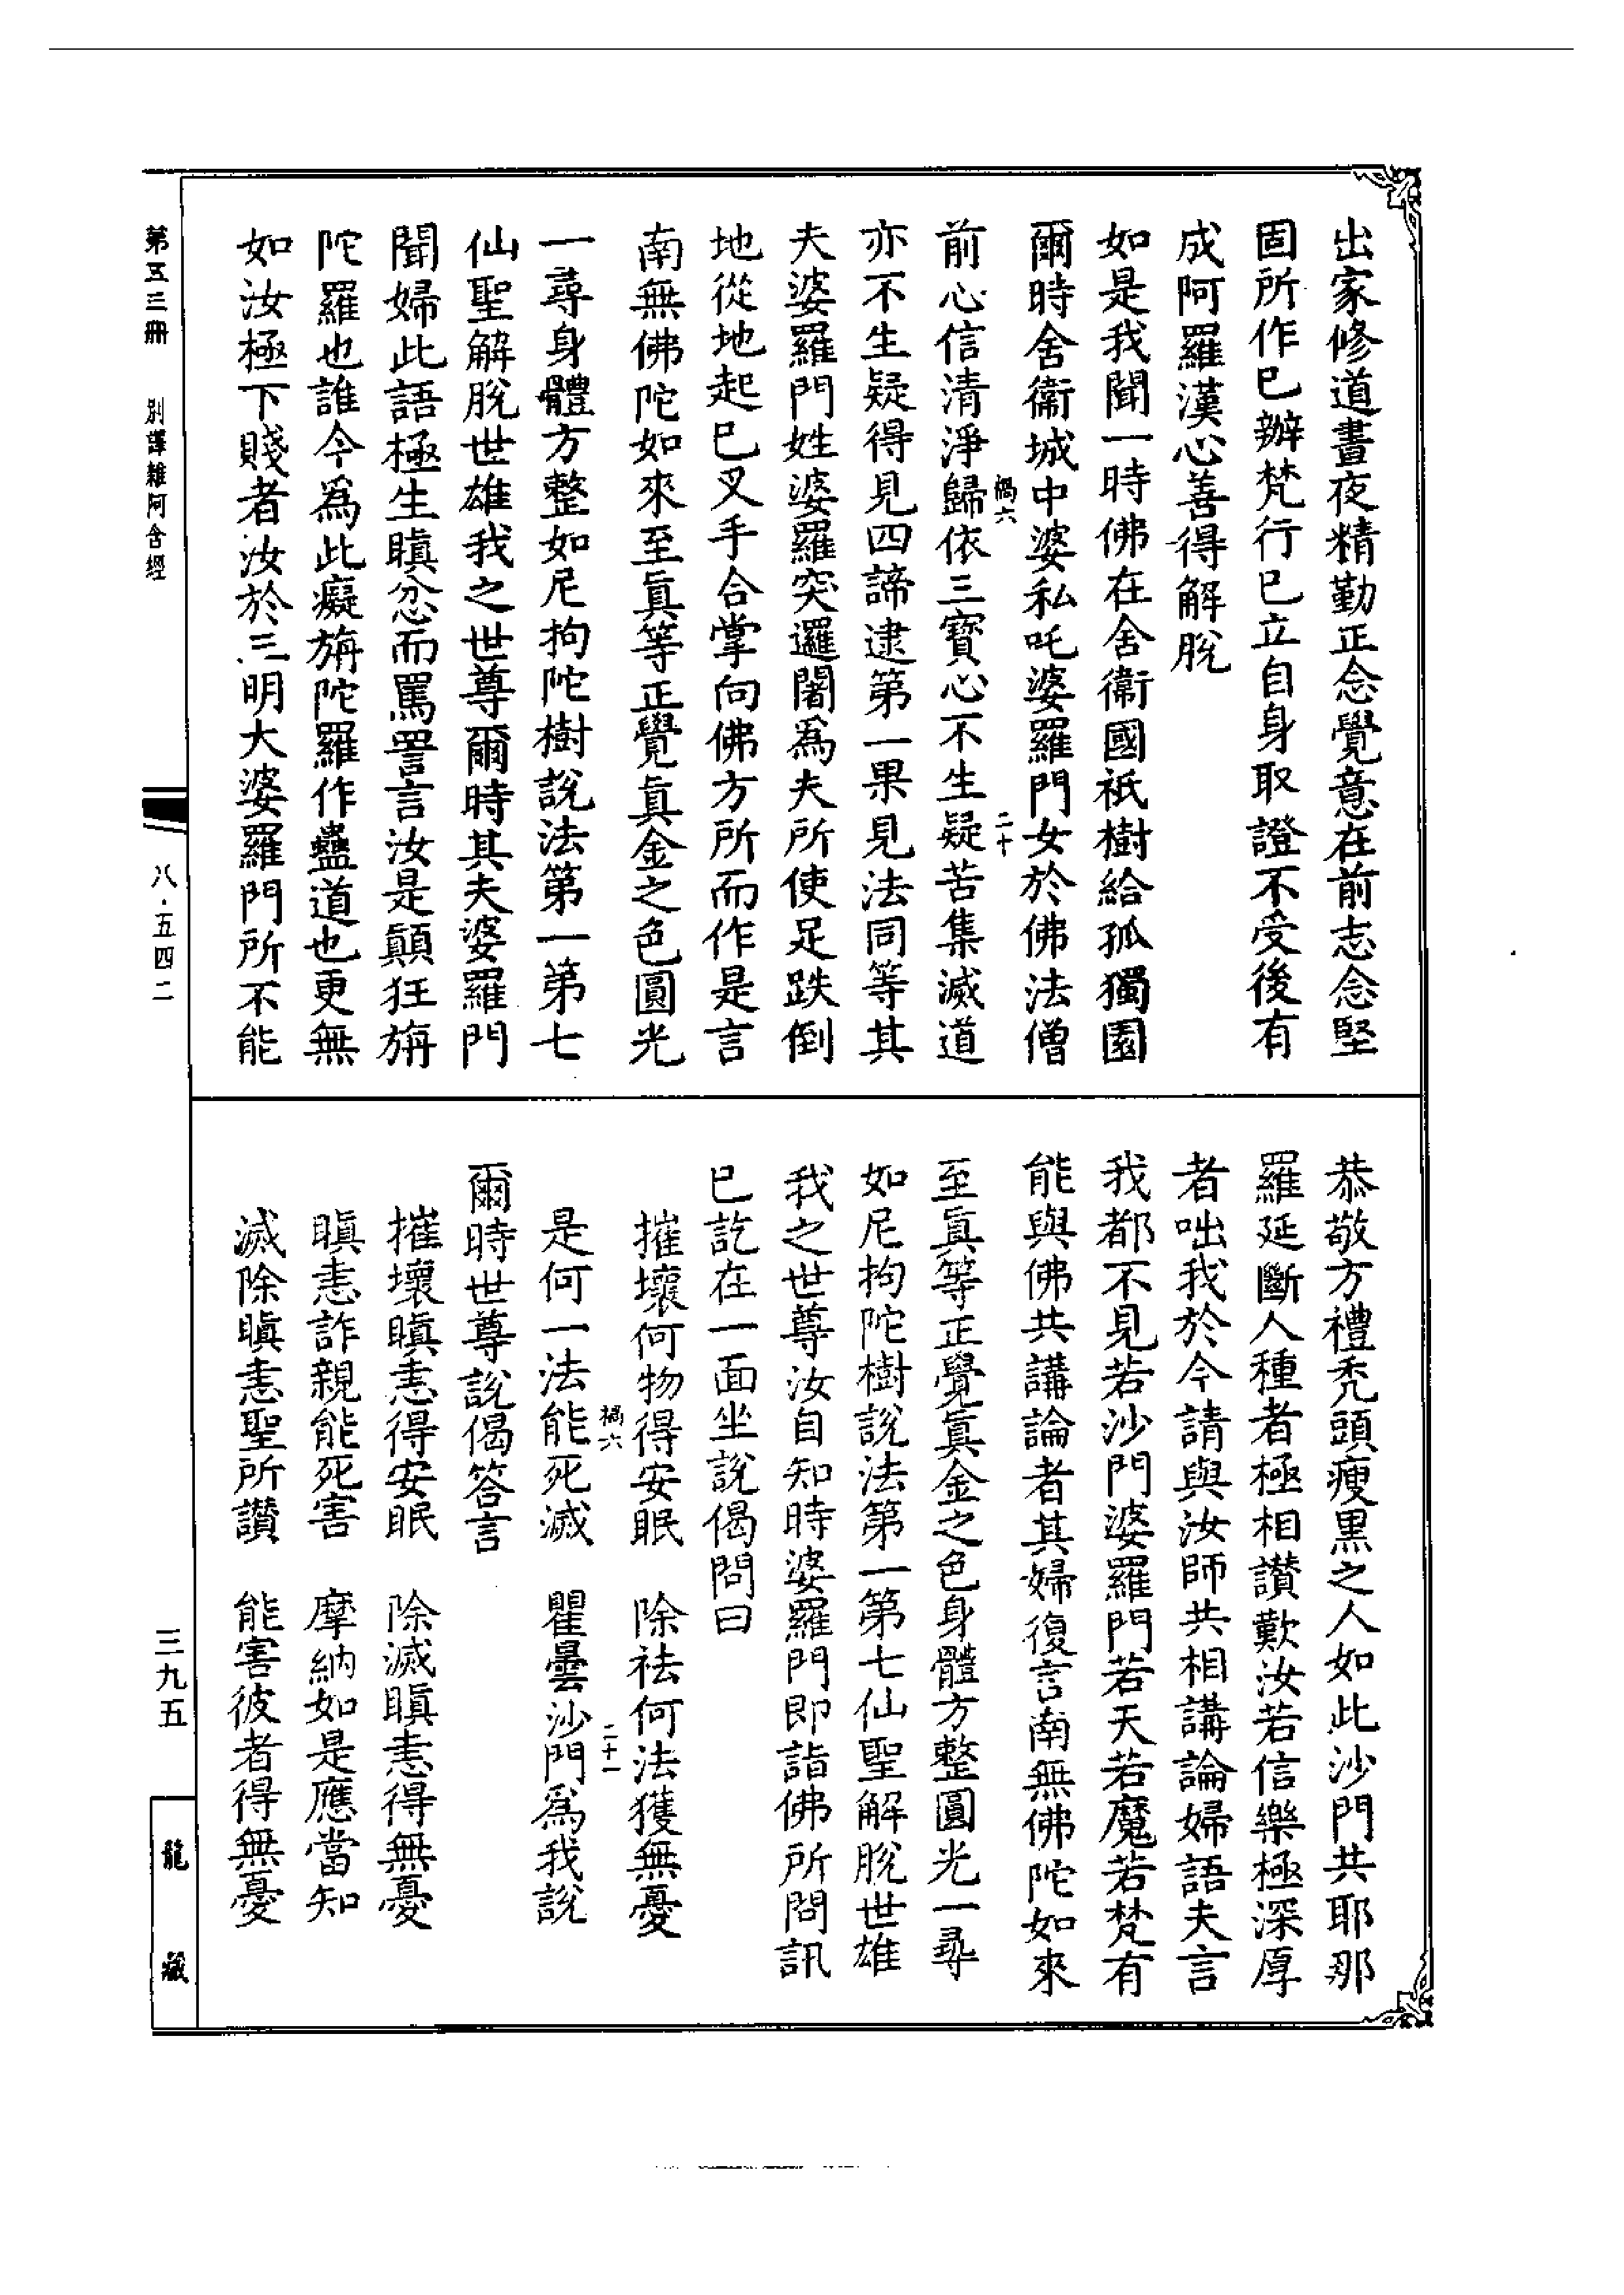 出家修道晝夜精勤正念覺意在前志念堅
固所作已辦梵行已立自身取證不受後有
成阿羅漢心善得解脫
如是我聞一時佛在舍衞國祇樹給孤獨園
爾時舍衞城中婆私吒婆羅門女於佛法僧
禍六 二十
前心信清淨歸依三寶心不生疑苦集滅道
亦不生疑得見四諦逮第一果見法同等其
夫婆羅門姓婆羅突邏闍爲夫所使足跌倒
地從地起已叉手合掌向佛方所而作是言
南無佛陀如來至眞等正覺眞金之色圓光
一尋身體方整如尼拘陀樹說法第一第七
仙聖解脫世雄我之世尊爾時其夫婆羅門
聞婦此語極生瞋忿而罵詈言汝是顚狂旃
陀羅也誰今爲此癡旃陀羅作蠱道也更無
如汝極下賤者汝於三明大婆羅門所不能
恭敬方禮禿頭瘦黑之人如此沙門共耶那
羅延斷人種者極相讃歎汝若信樂極深厚
者咄我於今請與汝師共相講論婦語夫言
我都不見若沙門婆羅門若天若魔若梵有
能與佛共講論者其婦復言南無佛陀如來
至眞等正覺眞金之色身體方整圓光一尋
如尼拘陀樹說法第一第七仙聖解脫世雄
我之世尊汝自知時婆羅門即詣佛所問訊
已訖在一面坐說偈問曰
摧壞何物得安眠 除祛何法獲無憂
禍六 二十一
是何一法能死滅 瞿曇沙門爲我說
爾時世尊說偈答言
摧壞瞋恚得安眠 除滅瞋恚得無憂
瞋恚詐親能死害 摩納如是應當知
滅除瞋恚聖所讃 能害彼者得無憂
第五三冊 別譯雜阿含經
八·五四二
三九五
龍藏